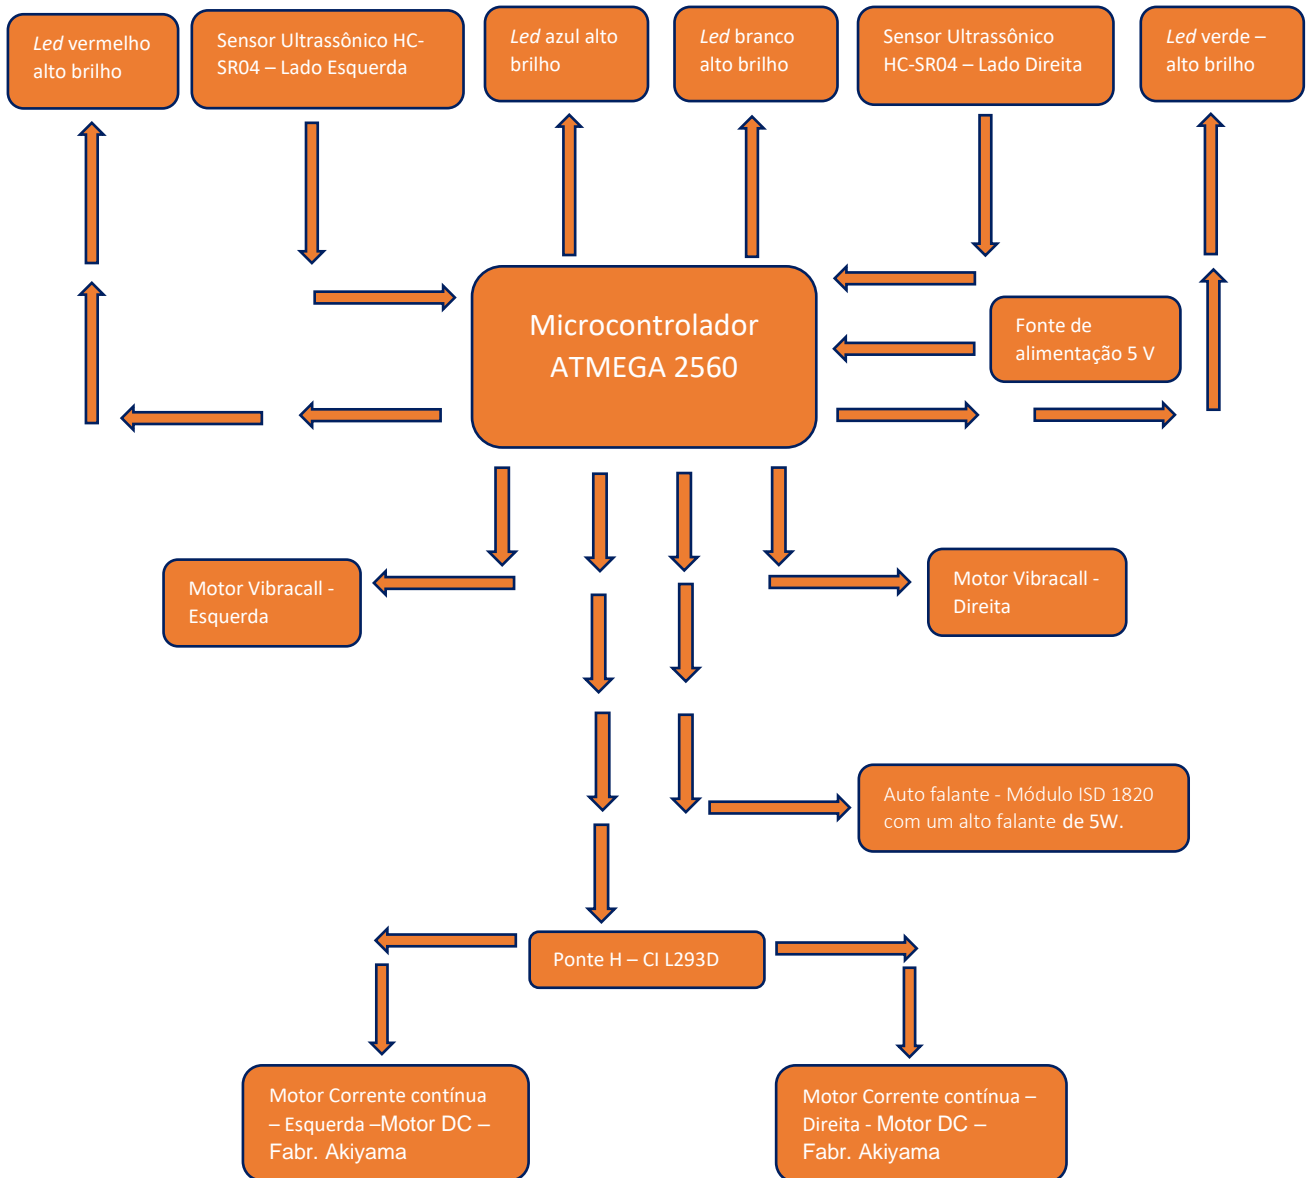 Led vermelho
alto brilho
Sensor Ultrassônico HC-
SR04 – Lado Esquerda
Led azul alto
brilho
Led branco
alto brilho
Sensor Ultrassônico
HC-SR04 – Lado Direita
Led verde –
alto brilho
Microcontrolador
ATMEGA 2560
Fonte de
alimentação 5 V
Motor Vibracall -
Esquerda
Motor Vibracall -
Direita
Auto falante - Módulo ISD 1820
com um alto falante de 5W.
Ponte H – CI L293D
Motor Corrente contínua
– Esquerda –Motor DC –
Fabr. Akiyama
Motor Corrente contínua –
Direita - Motor DC –
Fabr. Akiyama